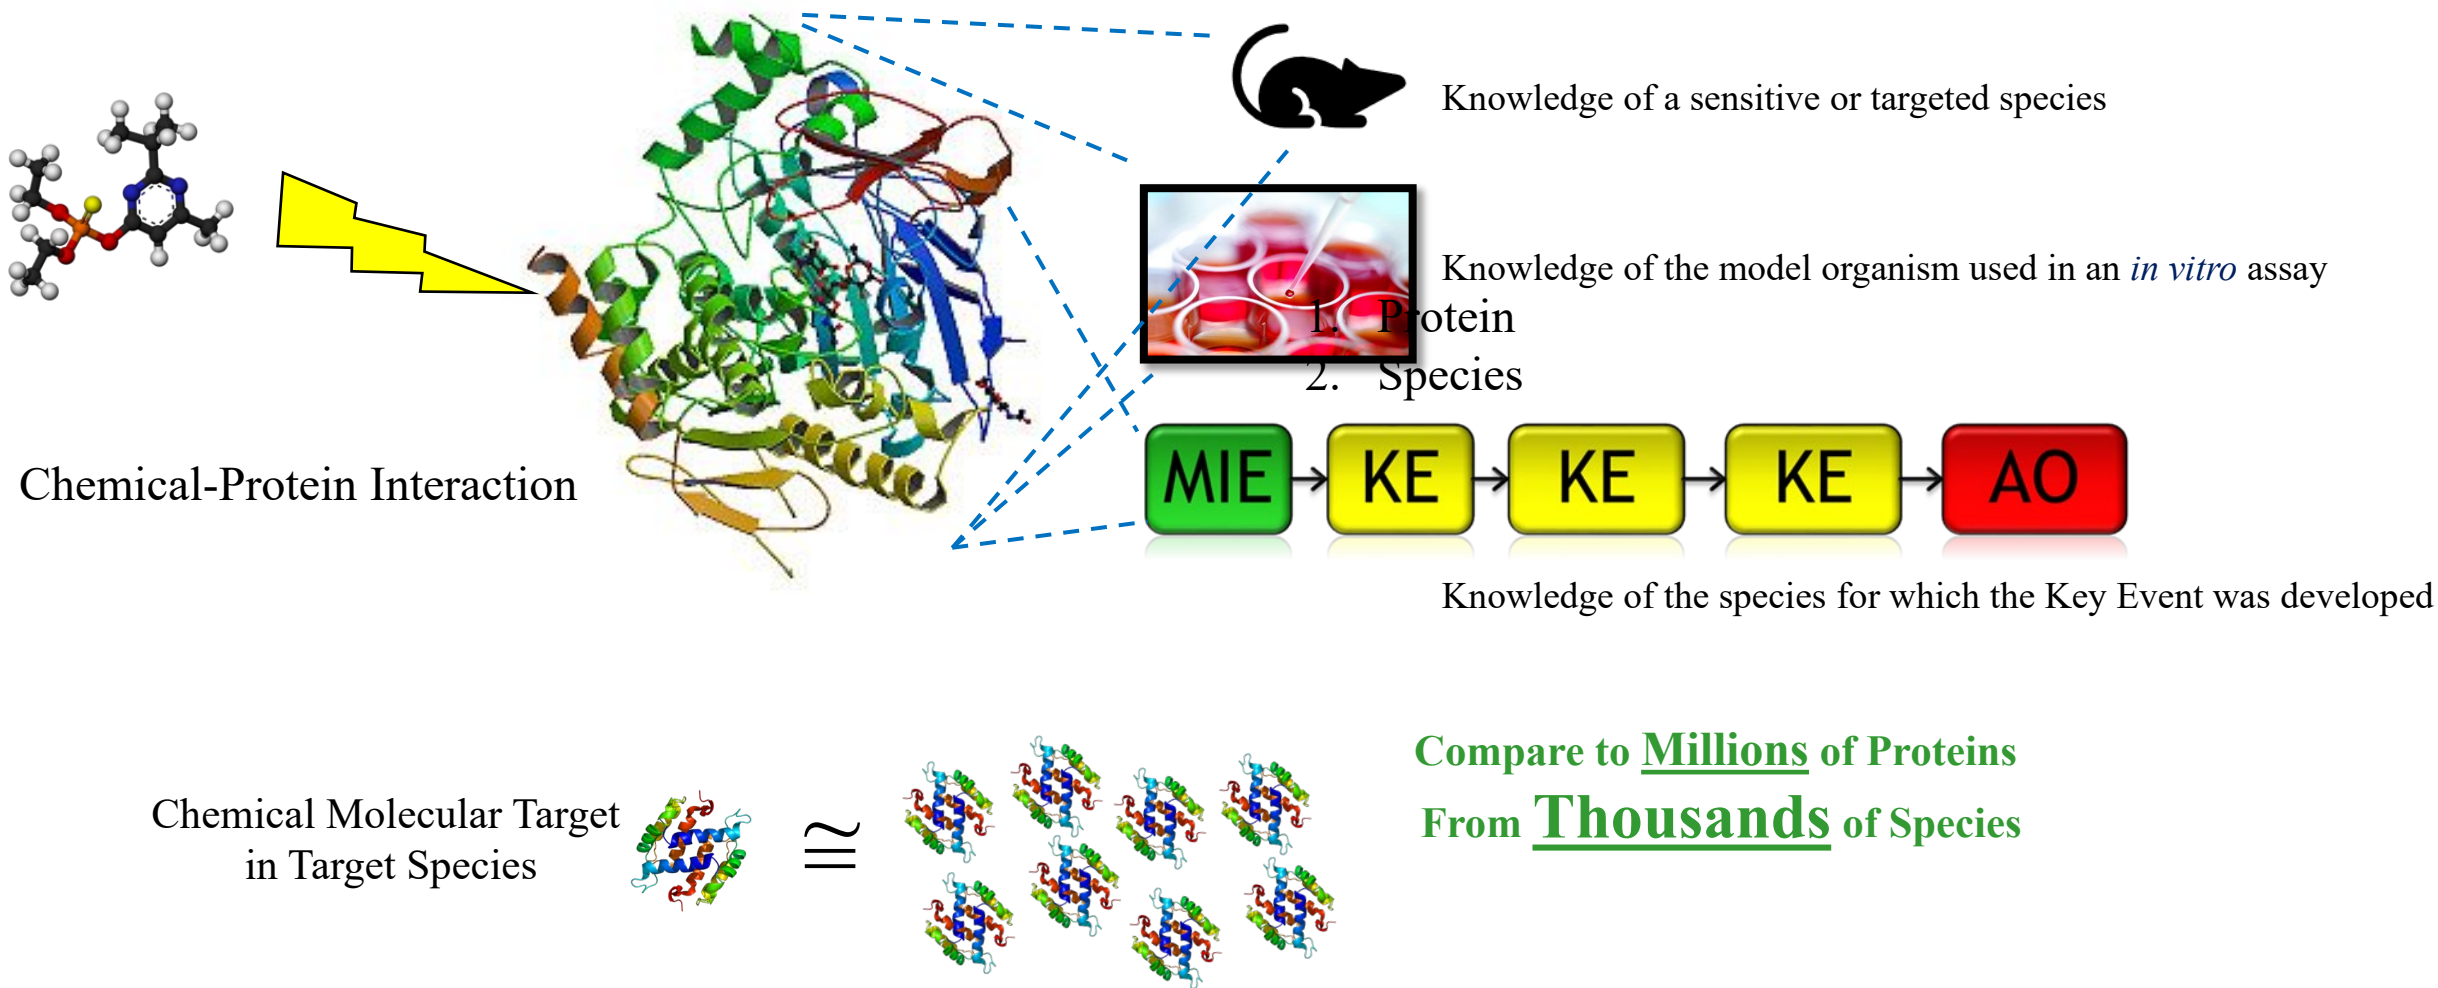 Knowledge of a sensitive or targeted species
Knowledge of the model organism used in an in vitro assay
1. Protein
2. Species
Chemical-Protein Interaction
MIE KE KE KE AO
Knowledge of the species for which the Key Event was developed
Compare to Millions of Proteins
From Thousands of Species
Chemical Molecular Target
in Target Species
≅